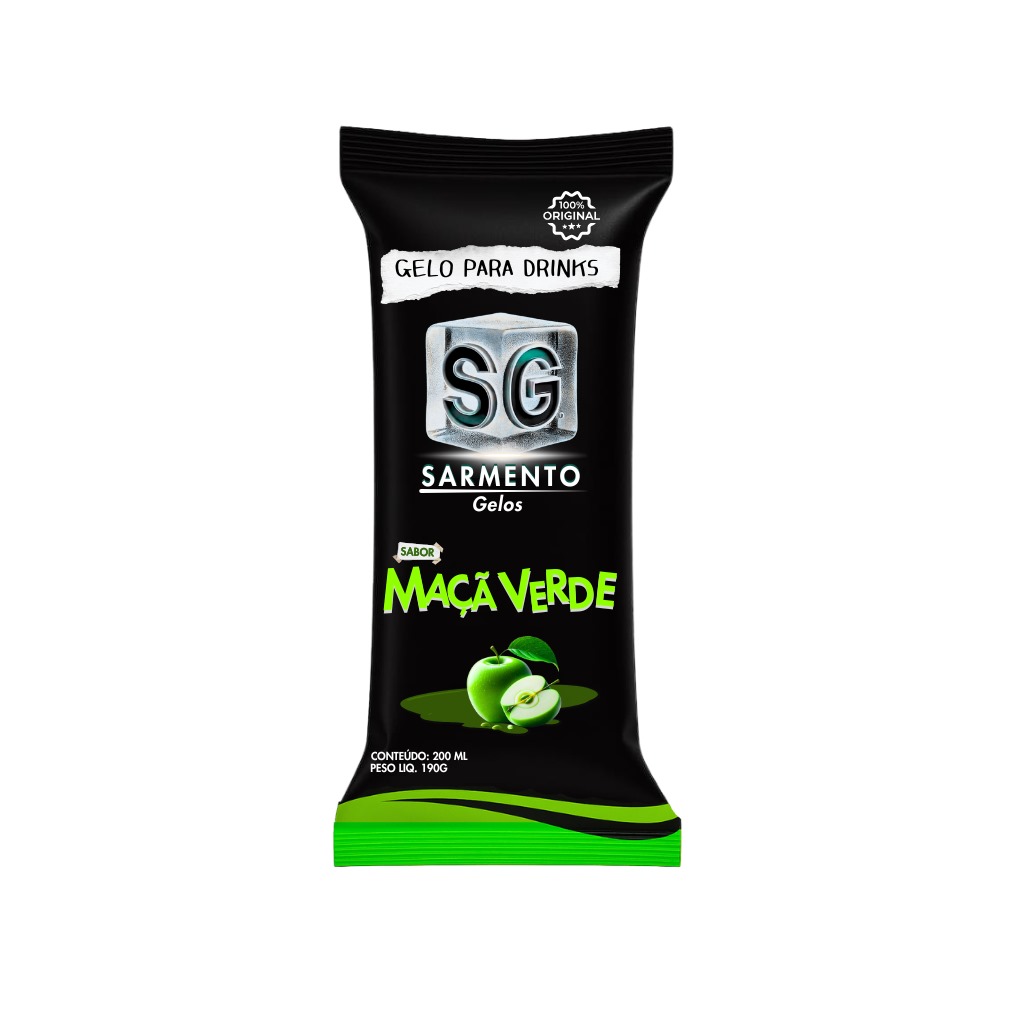 100%
ORIGINAL
GELO PARA DRINKS
SG
SARMENTO
Gelos
SABOR
MAÇÃ VERDE
CONTEÚDO: 200 ML
PESO LIQ. 190G